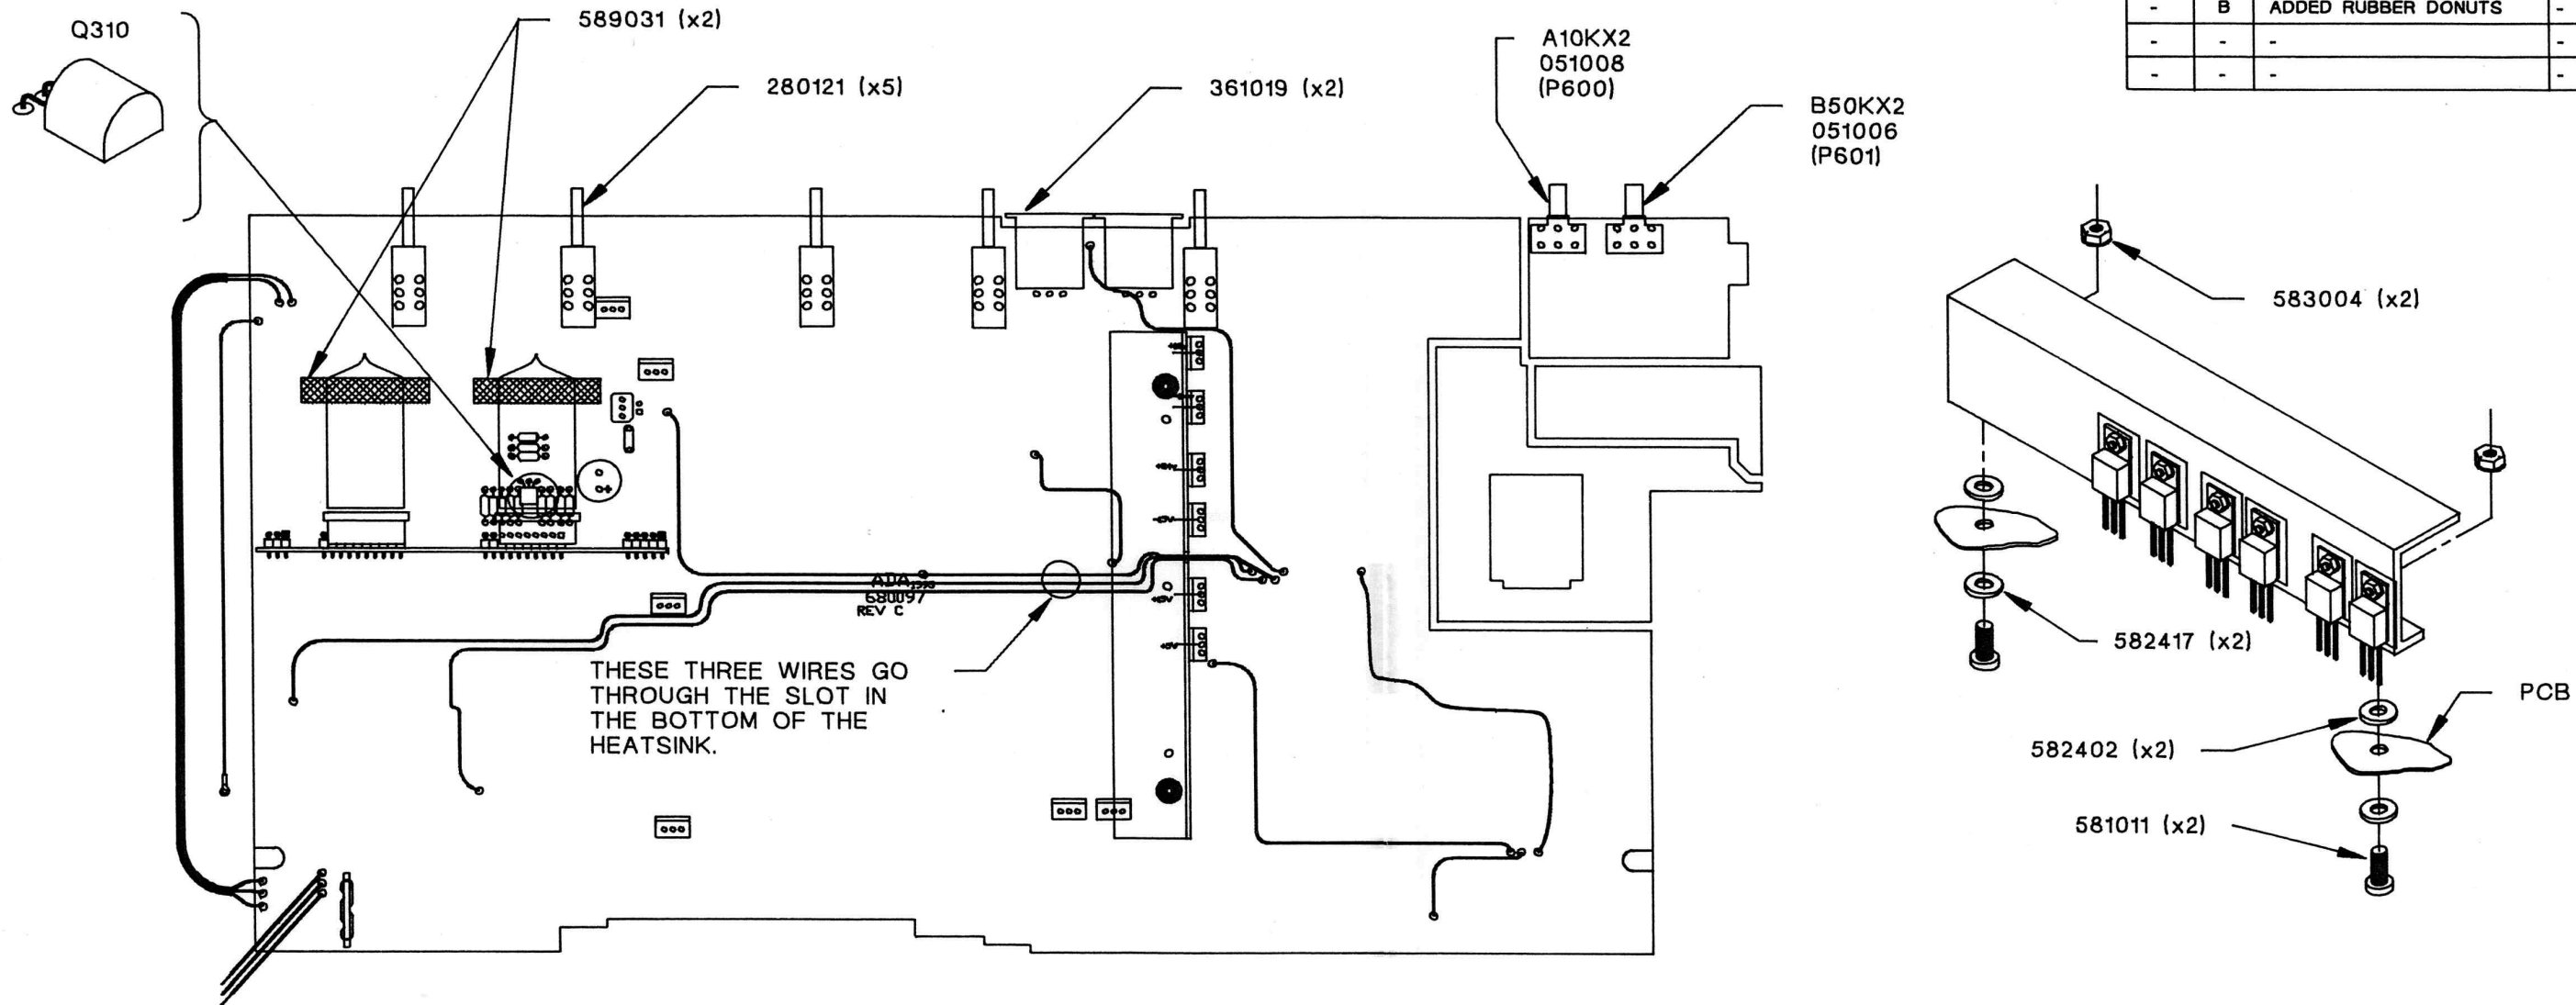 Q310
589031 (x2)
280121 (x5)
361019 (x2)
A10KX2
051008
(P600)
B50KX2
051006
(P601)
- B ADDED RUBBER DONUTS -
- - - -
- - - -
583004 (x2)
582417 (x2)
PCB
582402 (x2)
581011 (x2)
ADA
680097
REV C
THESE THREE WIRES GO
THROUGH THE SLOT IN
THE BOTTOM OF THE
HEATSINK.
+5V